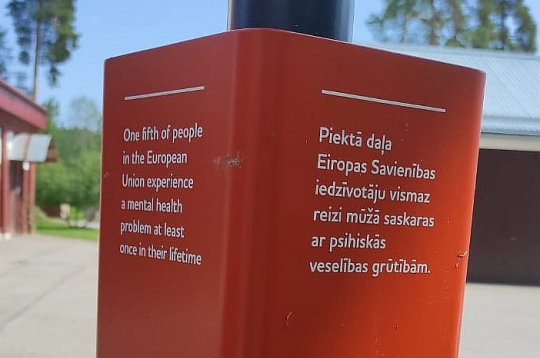 One fifth of people
in the European
Union experience
a mental health
problem at least
once in their lifetime
Piektā daļa
Eiropas Savienības
iedzivotāju vismaz
reizi mūžā saskaras
ar psihiskās
veselības grūtībām.